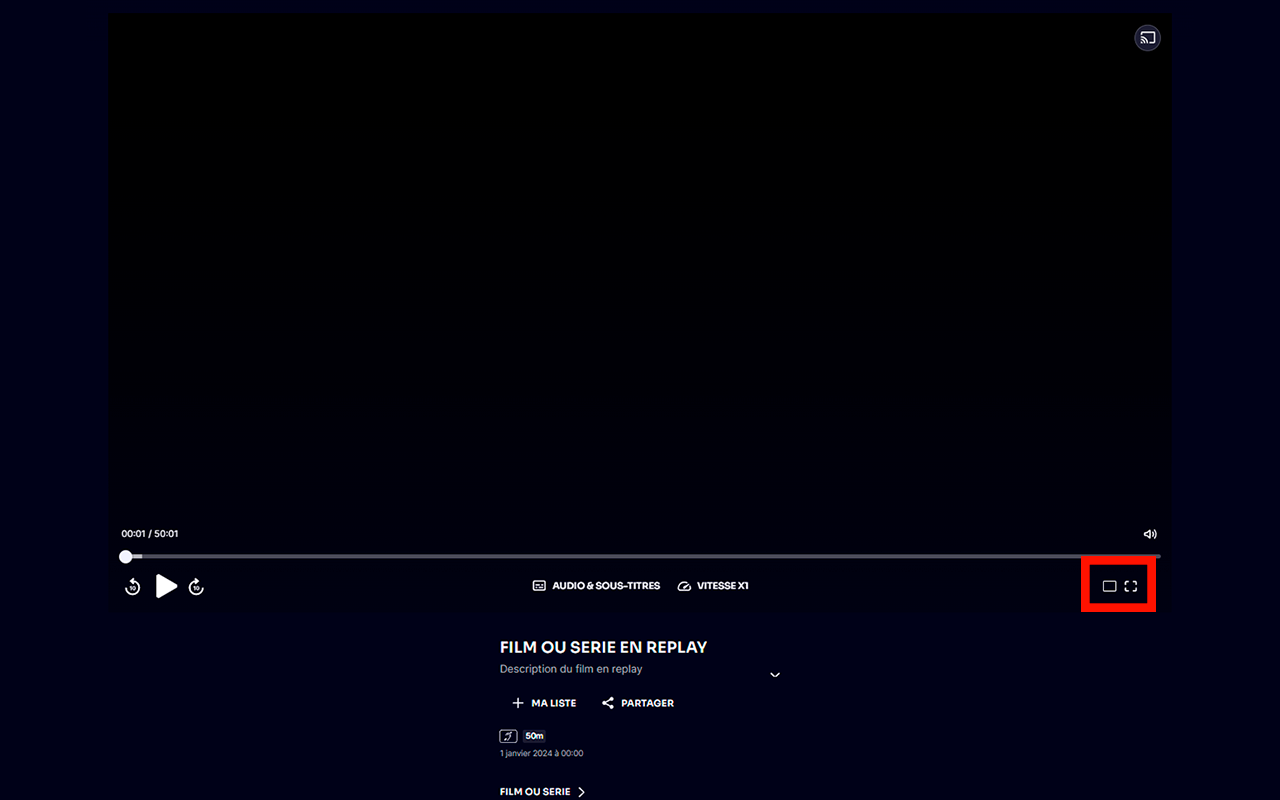 00:01 / 50:01
10
10
AUDIO & SOUS-TITRES
VITESSE X1
FILM OU SERIE EN REPLAY
Description du film en replay
MA LISTE
PARTAGER
50m
1 janvier 2024 à 00:00
FILM OU SERIE